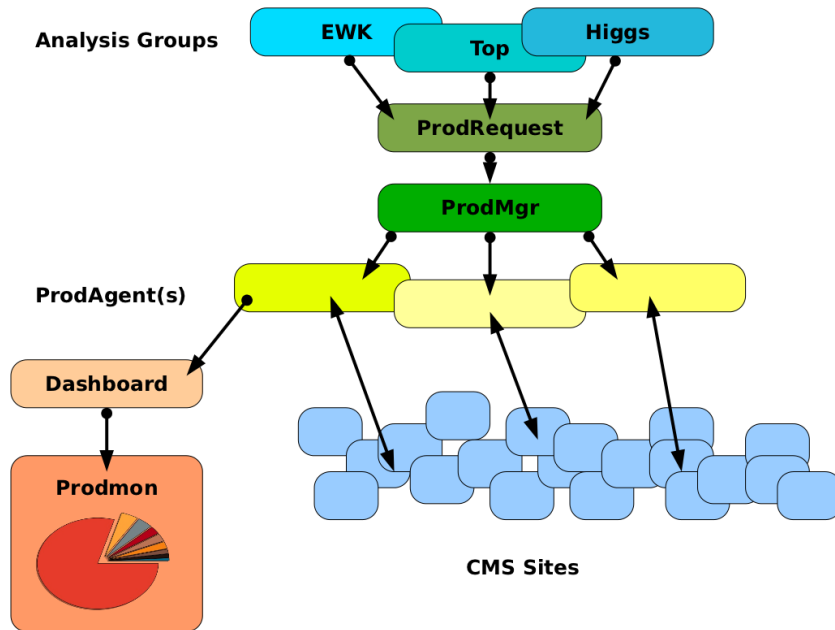 Analysis Groups
EWK
Top
Higgs
ProdRequest
ProdMgr
ProdAgent(s)
Dashboard
Prodmon
CMS Sites